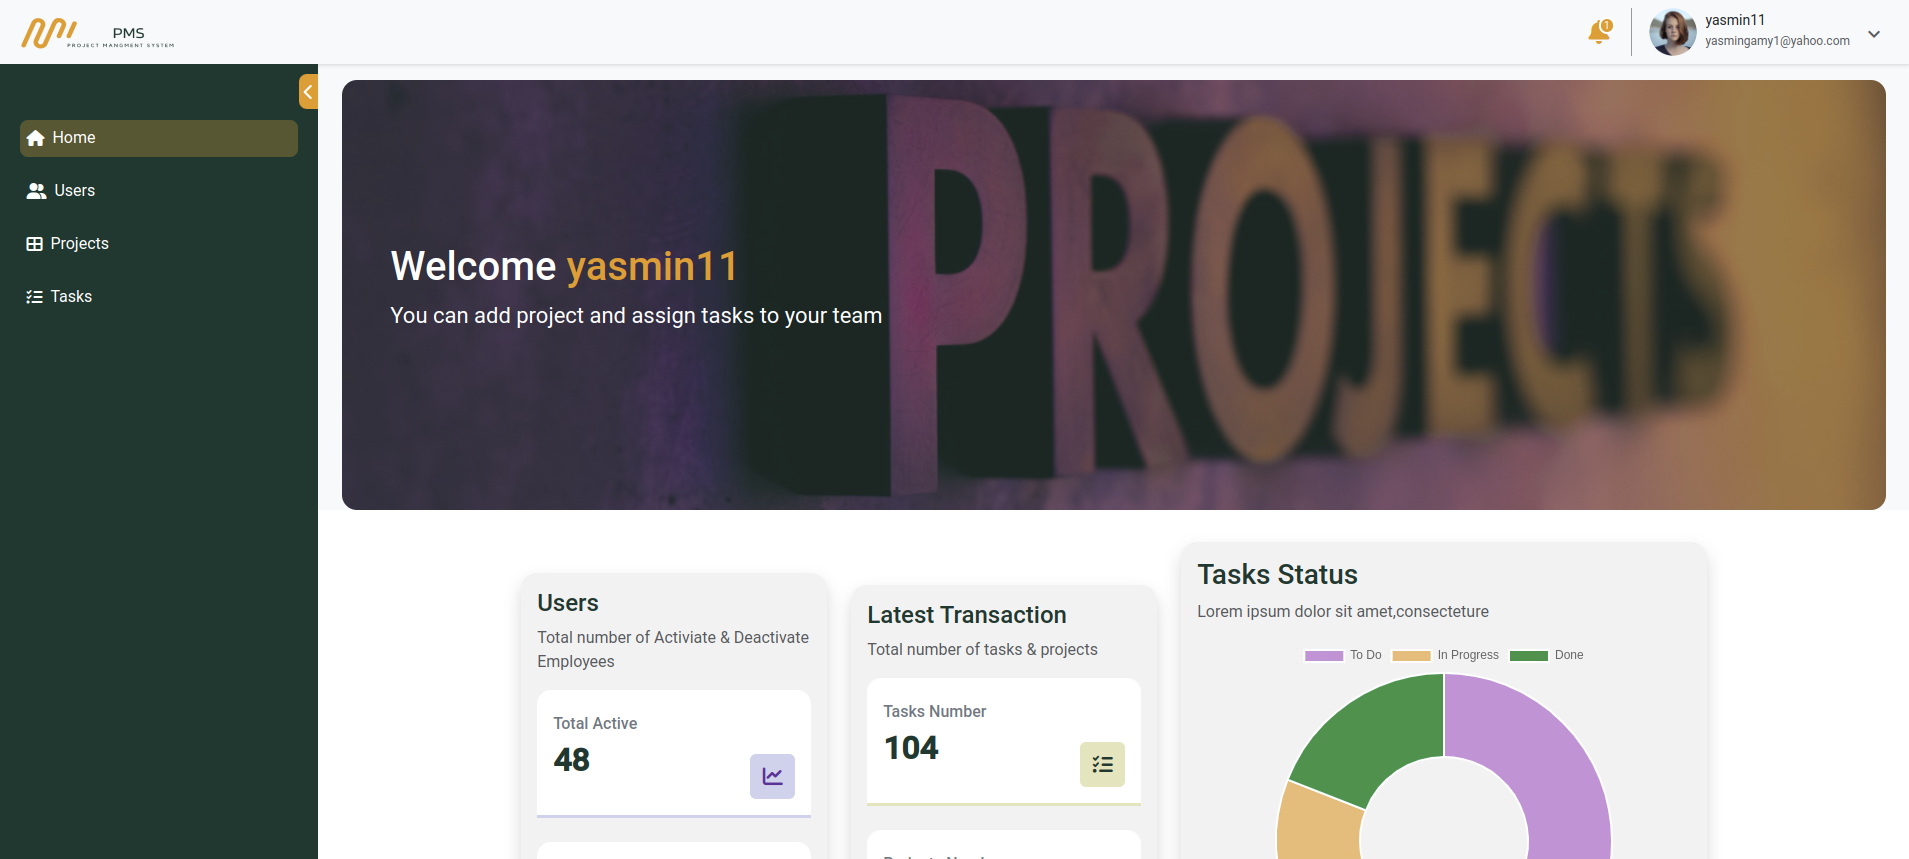 PMS
PROJECT MANGMENT SYSTEM
1
yasmin11
yasmingamy1@yahoo.com
Home
Users
Projects
Tasks
PROJECTS
Welcome yasmin11
You can add project and assign tasks to your team
Users
Total number of Activiate & Deactivate
Employees
Total Active
48
Latest Transaction
Total number of tasks & projects
Tasks Number
104
Tasks Status
Lorem ipsum dolor sit amet,consecteture
To Do
In Progress
Done